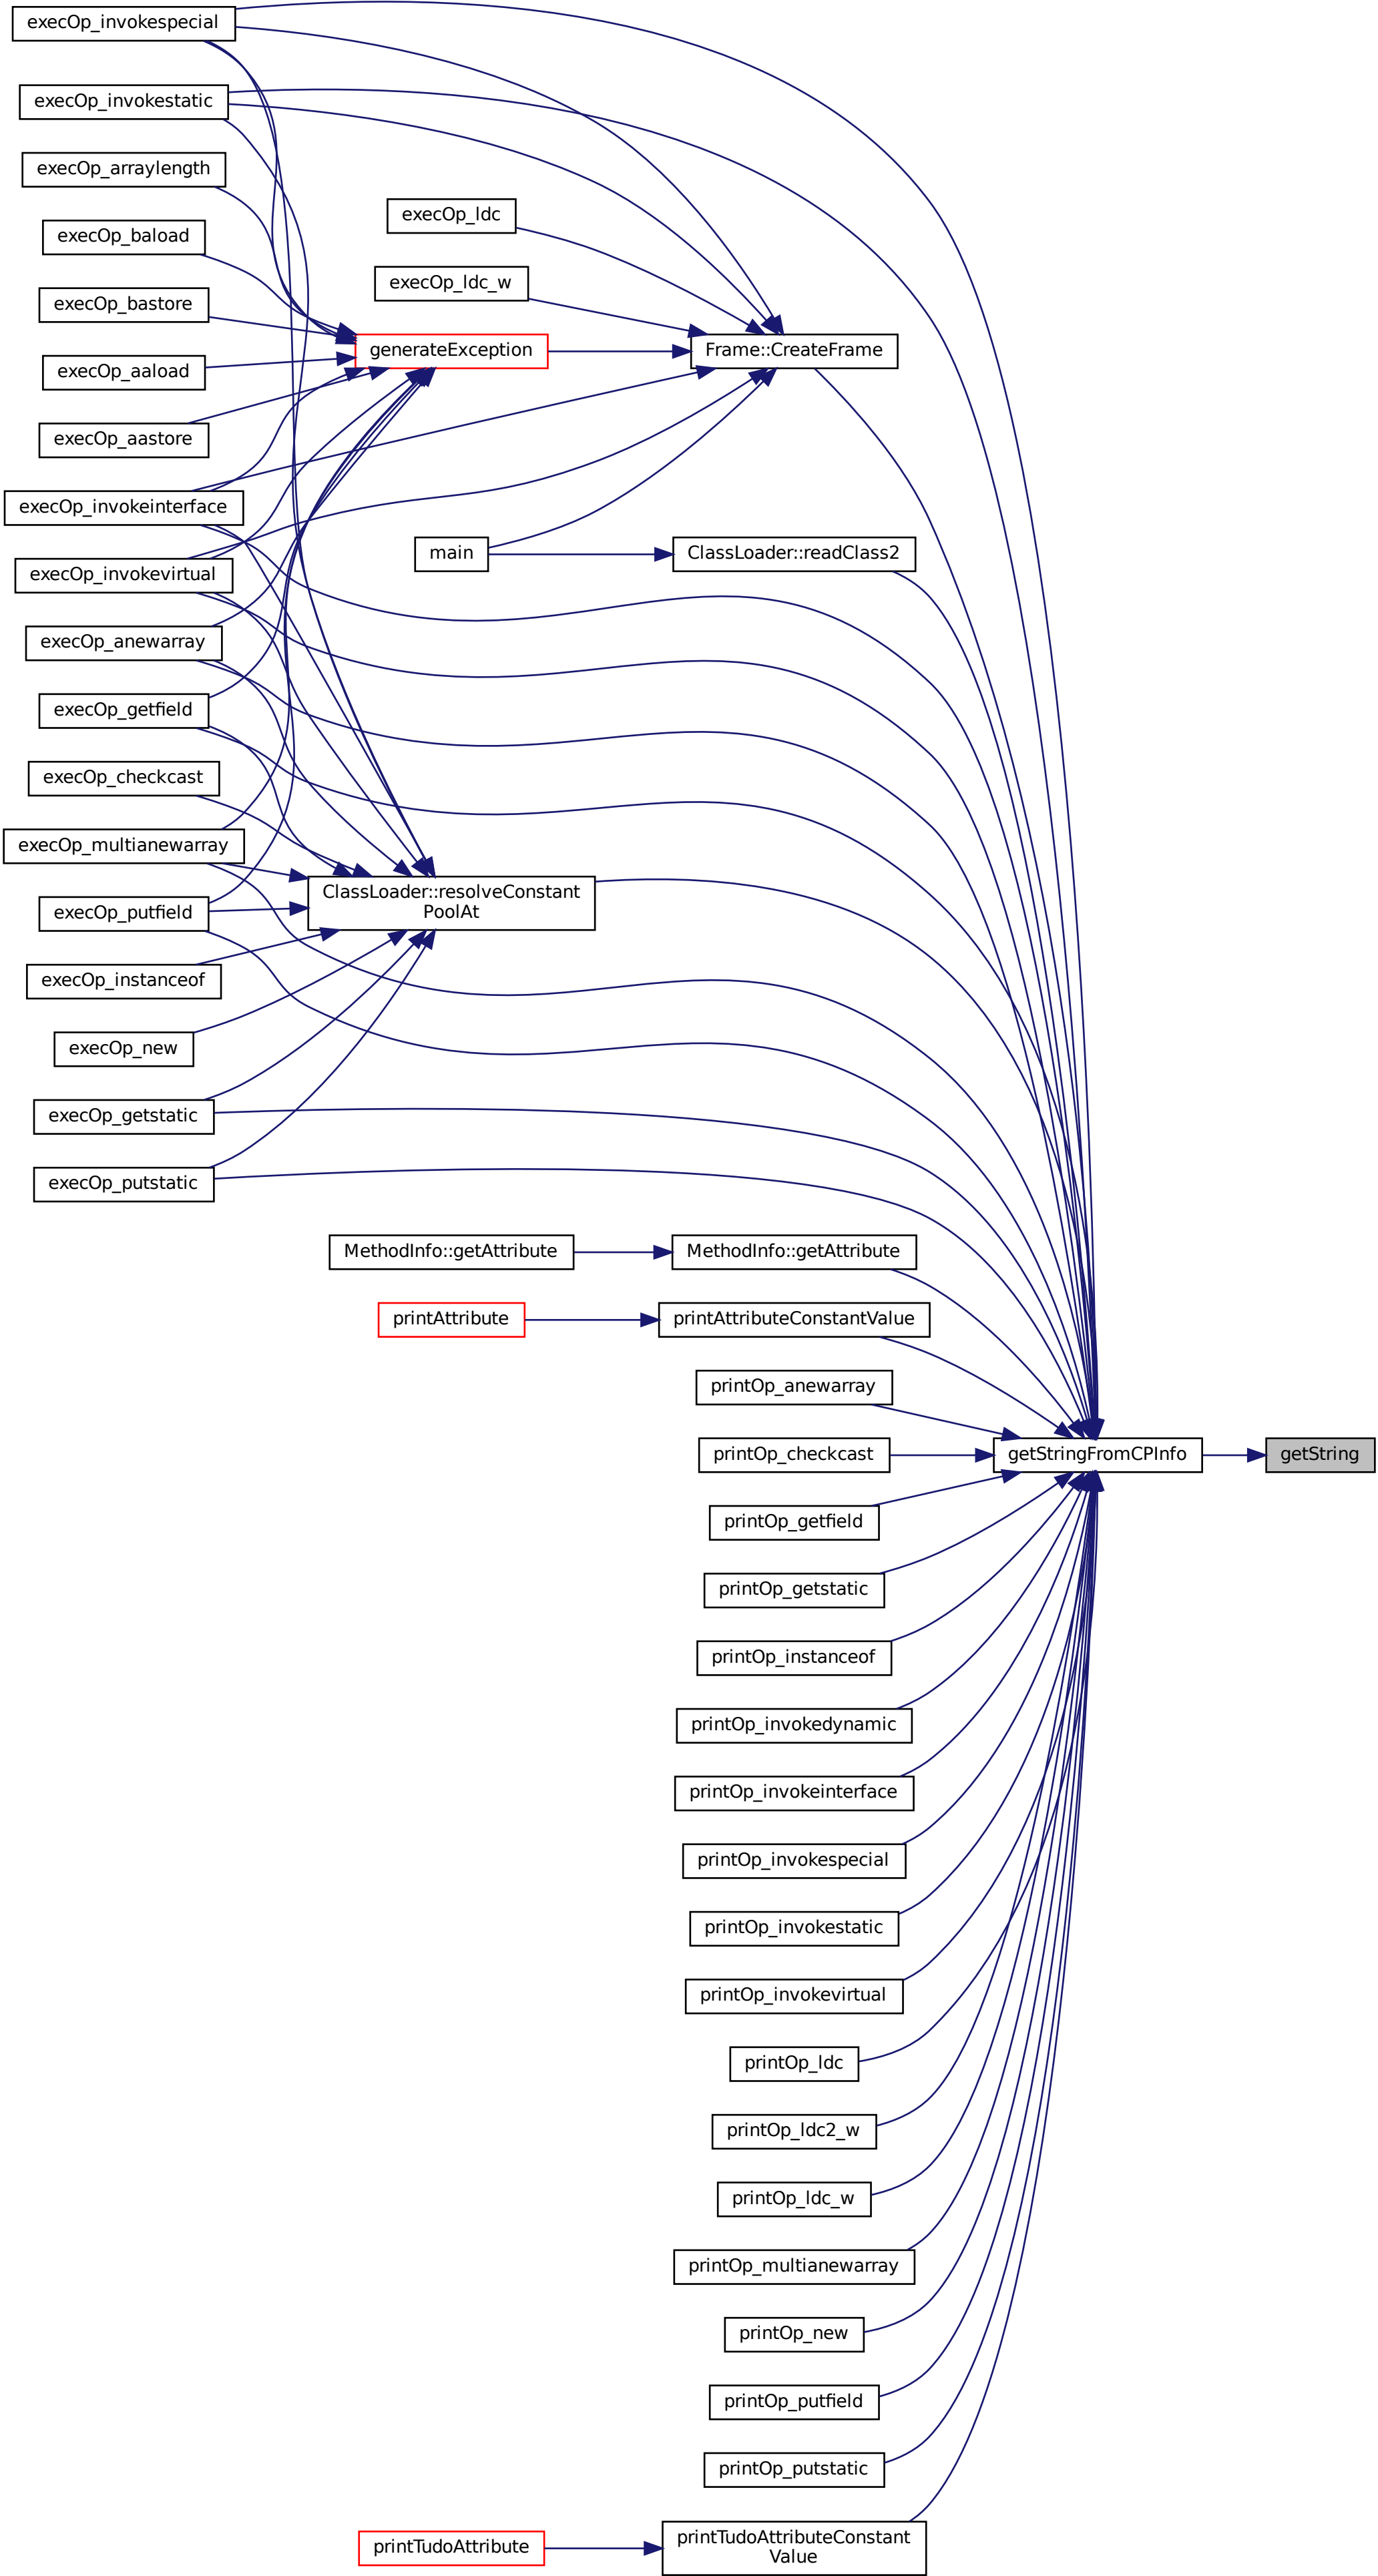 execOp_invokespecial
execOp_invokestatic
execOp_arraylength
execOp_ldc
execOp_baload
execOp_ldc_w
execOp_bastore
generateException
Frame::CreateFrame
execOp_aaload
execOp_aastore
execOp_invokeinterface
main
ClassLoader::readClass2
execOp_invokevirtual
execOp_anewarray
execOp_getfield
execOp_checkcast
execOp_multianewarray
ClassLoader::resolveConstant
PoolAt
execOp_putfield
execOp_instanceof
execOp_new
execOp_getstatic
execOp_putstatic
MethodInfo::getAttribute
MethodInfo::getAttribute
printAttribute
printAttributeConstantValue
printOp_anewarray
printOp_checkcast
getStringFromCPInfo
getString
printOp_getfield
printOp_getstatic
printOp_instanceof
printOp_invokedynamic
printOp_invokeinterface
printOp_invokespecial
printOp_invokestatic
printOp_invokevirtual
printOp_ldc
printOp_ldc2_w
printOp_ldc_w
printOp_multianewarray
printOp_new
printOp_putfield
printOp_putstatic
printTudoAttribute
printTudoAttributeConstant
Value